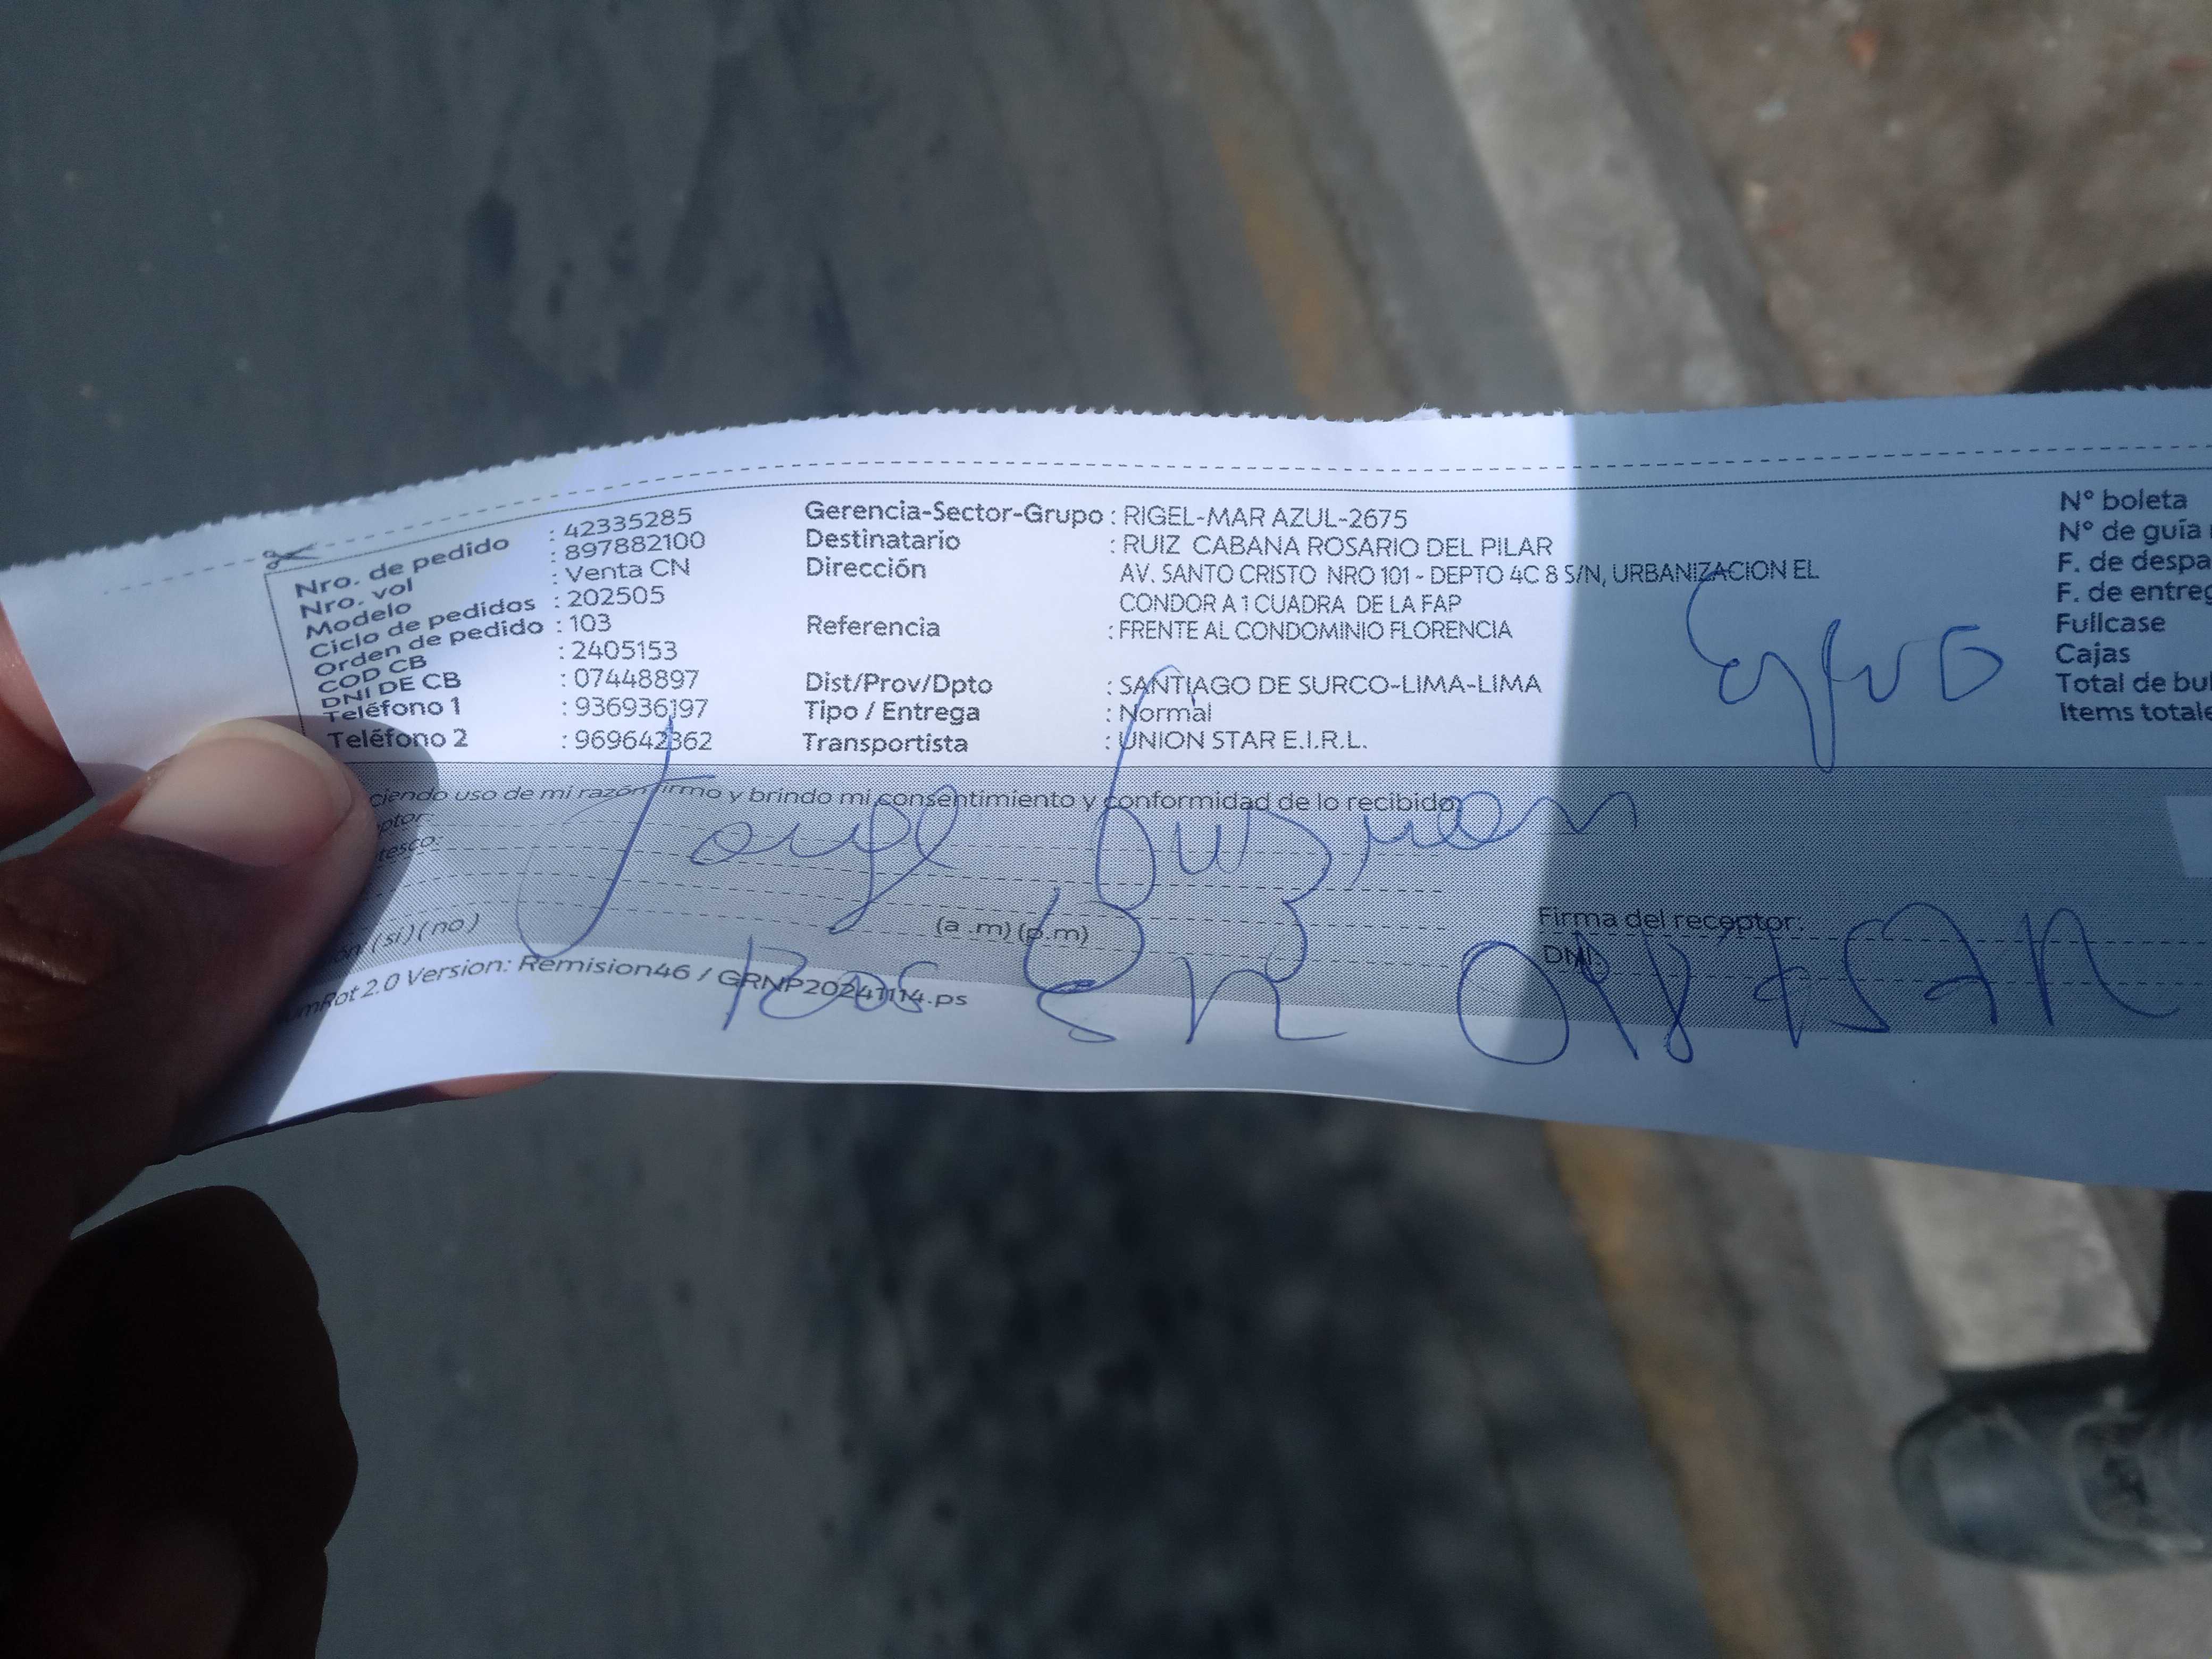 Nro. de pedido : 42335285
Nro. vol : 897882100
Modelo : Venta CN
Ciclo de pedidos : 202505
Orden de pedido : 103
COD CB : 2405153
DNI DE CB : 07448897
Teléfono 1 : 936936197
Teléfono 2 : 969642362
Gerencia-Sector-Grupo : RIGEL-MAR AZUL-2675
Destinatario : RUIZ CABANA ROSARIO DEL PILAR
Dirección AV. SANTO CRISTO NRO 101 - DEPTO 4C 8 S/N, URBANIZACION EL
CONDOR A 1 CUADRA DE LA FAP
Referencia : FRENTE AL CONDOMINIO FLORENCIA
Dist/Prov/Dpto : SANTIAGO DE SURCO-LIMA-LIMA
Tipo / Entrega : Normal
Transportista : UNION STAR E.I.R.L.
Nº boleta
Nº de guía
F. de despa
F. de entreg
Fullcase
Cajas
Total de bul
Items totale
ciendo uso de mi razón firmo y brindo mi consentimiento y conformidad de lo recibido.
ptor:
tesco:
Jorge Guzman
(si) (no)
(a .m) (p.m)
Firma del receptor:
DNI:
2.0 Version: Remision46 / GRNP20241114.ps